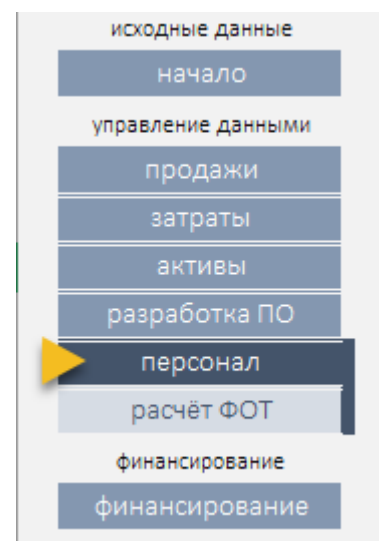 исходные данные
начало
управление данными
продажи
затраты
активы
разработка ПО
персонал
расчёт ФОТ
финансирование
финансирование